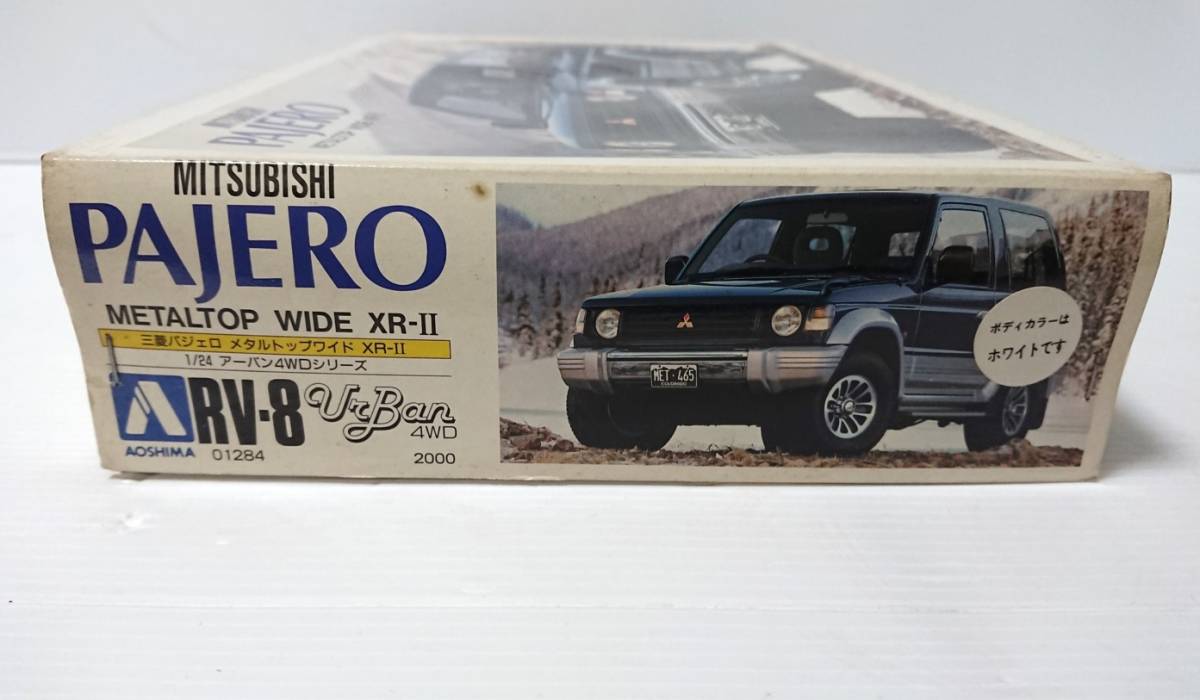 PAJERO
MITSUBISHI
PAJERO
METALTOP WIDE XR-II
三菱パジェロ メタルトップワイド XR-II
1/24 アーバン4WDシリーズ
RV-8
UrBan
4WD
AOSHIMA
01284
2000
MET·465
COLORADO
ボディカラーは
ホワイトです